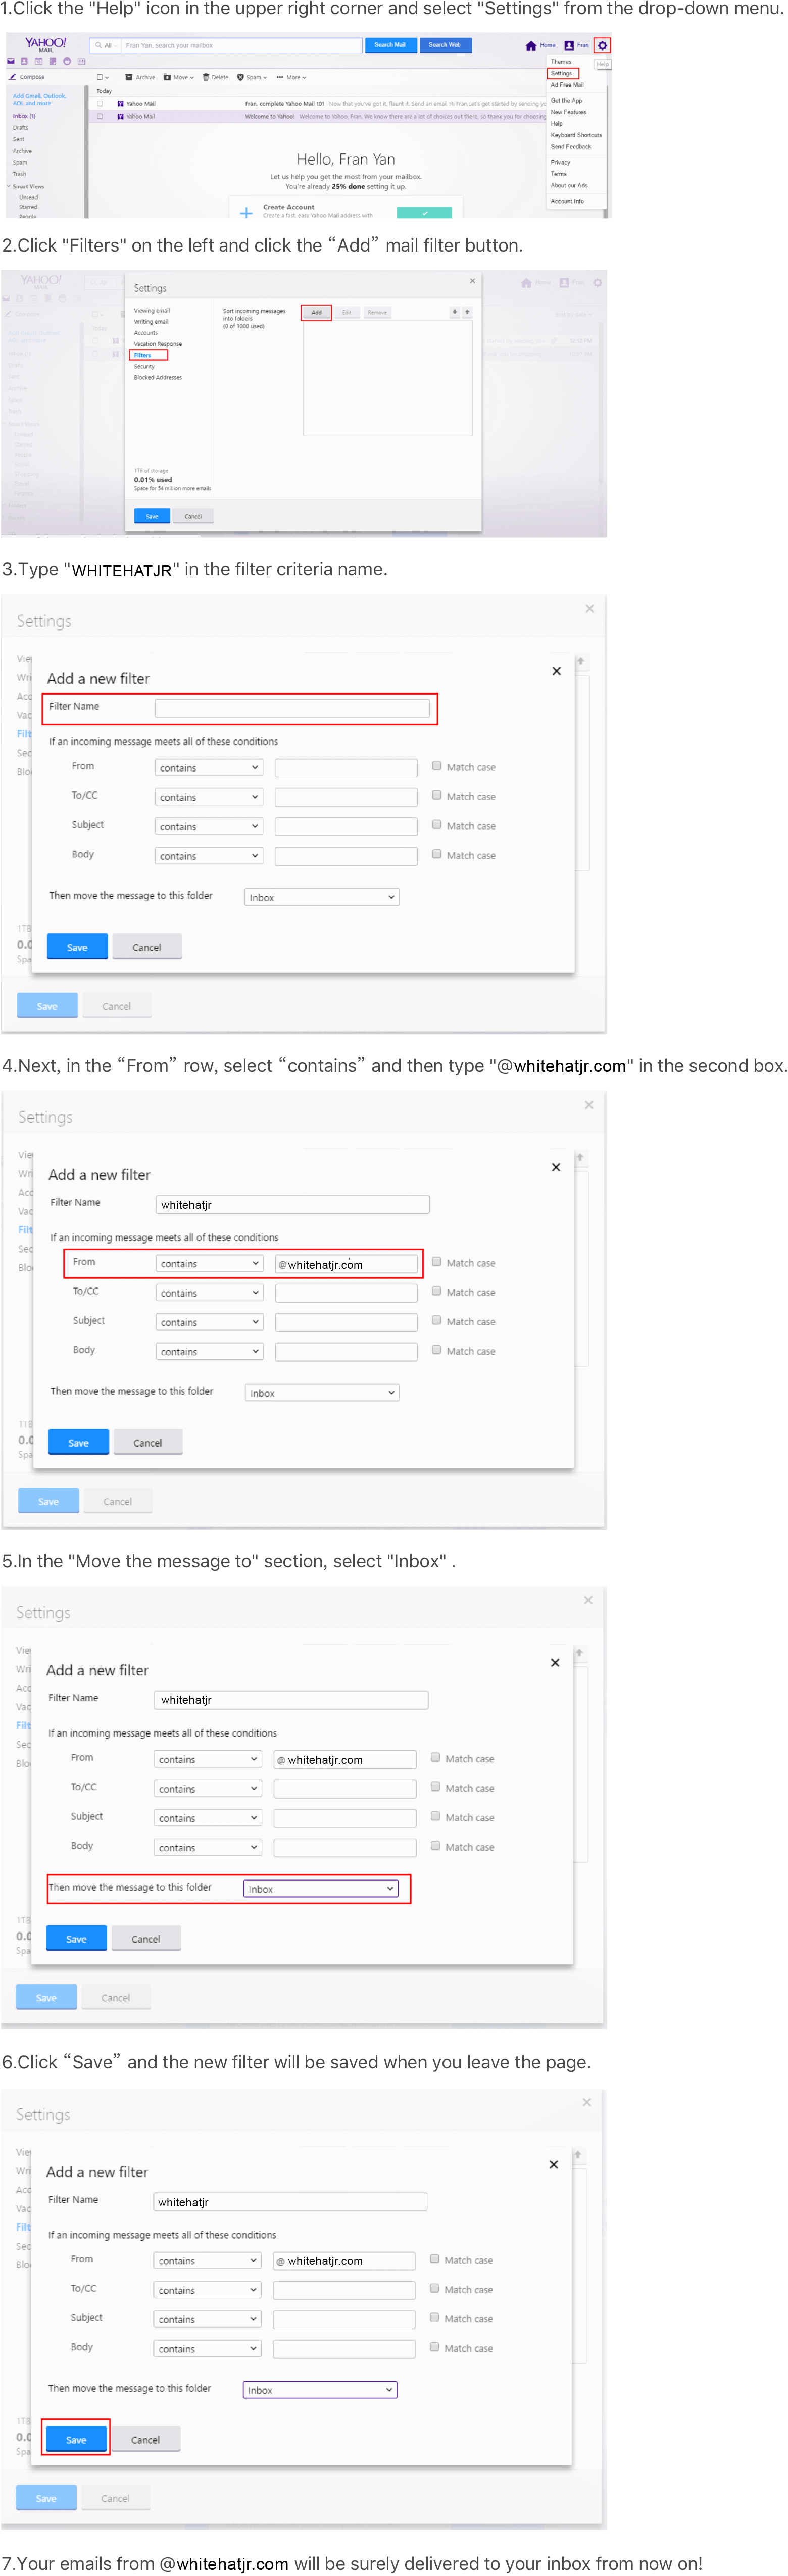 1.Click the "Help" icon in the upper right corner and select "Settings" from the drop-down menu.
YAHOO!
MAIL
All
Fran Yan, search your mailbox
Search Mail
Search Web
Home
Fran
Help
Compose
Archive
Move
Delete
Spam
More
Themes
Settings
Ad Free Mail
Get the App
New Features
Help
Keyboard Shortcuts
Send Feedback
Privacy
Terms
About our Ads
Account Info
Add Gmail, Outlook,
AOL and more
Inbox (1)
Drafts
Sent
Archive
Spam
Trash
Smart Views
Unread
Starred
People
Today
Yahoo Mail
Fran, complete Yahoo Mail 101 Now that you've got it, flaunt it. Send an email Hi Fran,Let's get started by sending yo
Yahoo Mail
Welcome to Yahoo! Welcome to Yahoo, Fran. We know there are a lot of choices out there, so thank you for choosing
Hello, Fran Yan
Let us help you get the most from your mailbox.
You're already 25% done setting it up.
Create Account
Create a fast, easy Yahoo Mail address with
2.Click "Filters" on the left and click the “Add” mail filter button.
Settings
Viewing email
Writing email
Accounts
Vacation Response
Filters
Security
Blocked Addresses
Sort incoming messages
into folders
(0 of 1000 used)
Add
Edit
Remove
1TB of storage
0.01% used
Space for 54 million more emails
Save
Cancel
3.Type "WHITEHATJR" in the filter criteria name.
Settings
Add a new filter
Filter Name
If an incoming message meets all of these conditions
From contains Match case
To/CC contains Match case
Subject contains Match case
Body contains Match case
Then move the message to this folder Inbox
Save Cancel
Save Cancel
4.Next, in the “From” row, select “contains” and then type "@whitehatjr.com" in the second box.
Settings
Add a new filter
Filter Name whitehatjr
If an incoming message meets all of these conditions
From contains @whitehatjr.com Match case
To/CC contains Match case
Subject contains Match case
Body contains Match case
Then move the message to this folder Inbox
Save Cancel
Save Cancel
5.In the "Move the message to" section, select "Inbox" .
Settings
Add a new filter
Filter Name whitehatjr
If an incoming message meets all of these conditions
From contains @ whitehatjr.com Match case
To/CC contains Match case
Subject contains Match case
Body contains Match case
Then move the message to this folder Inbox
Save Cancel
Save Cancel
6.Click “Save” and the new filter will be saved when you leave the page.
Settings
Add a new filter
Filter Name whitehatjr
If an incoming message meets all of these conditions
From contains @ whitehatjr.com Match case
To/CC contains Match case
Subject contains Match case
Body contains Match case
Then move the message to this folder Inbox
Save Cancel
Save Cancel
7.Your emails from @whitehatjr.com will be surely delivered to your inbox from now on!